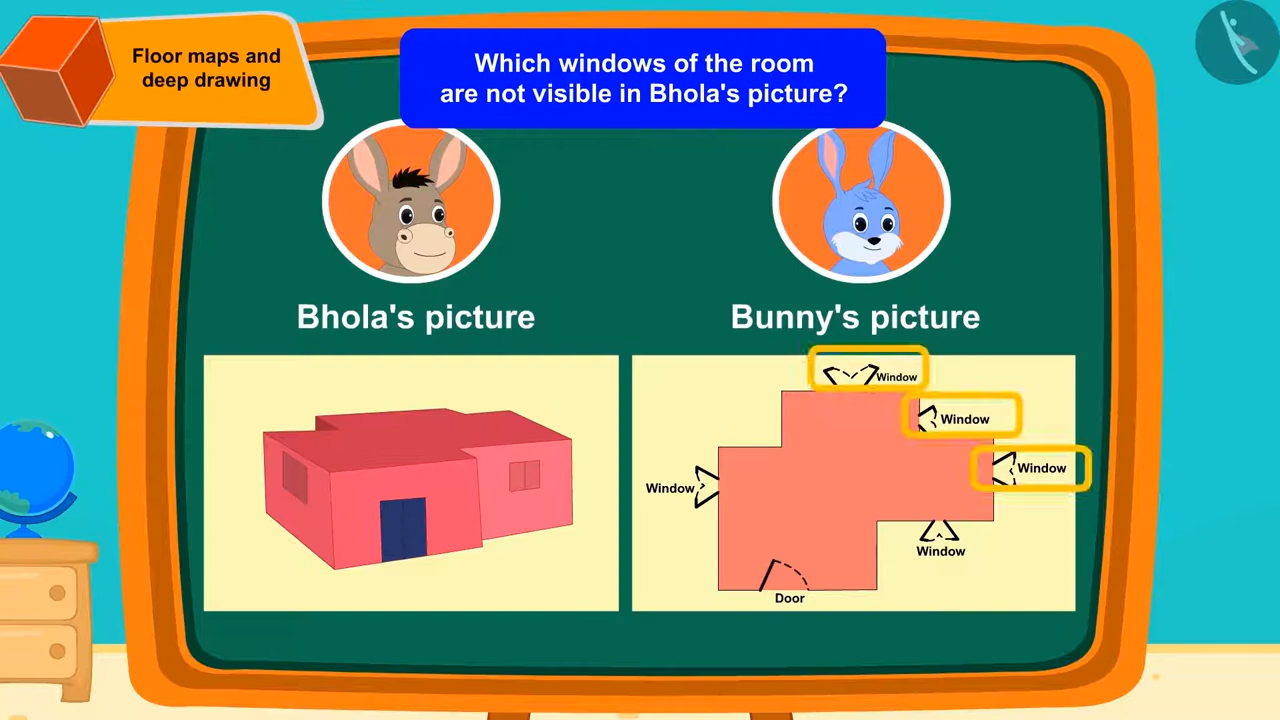 Floor maps and
deep drawing
Which windows of the room
are not visible in Bhola's picture?
Bhola's picture
Bunny's picture
Window
Window
Window
Window
Window
Door